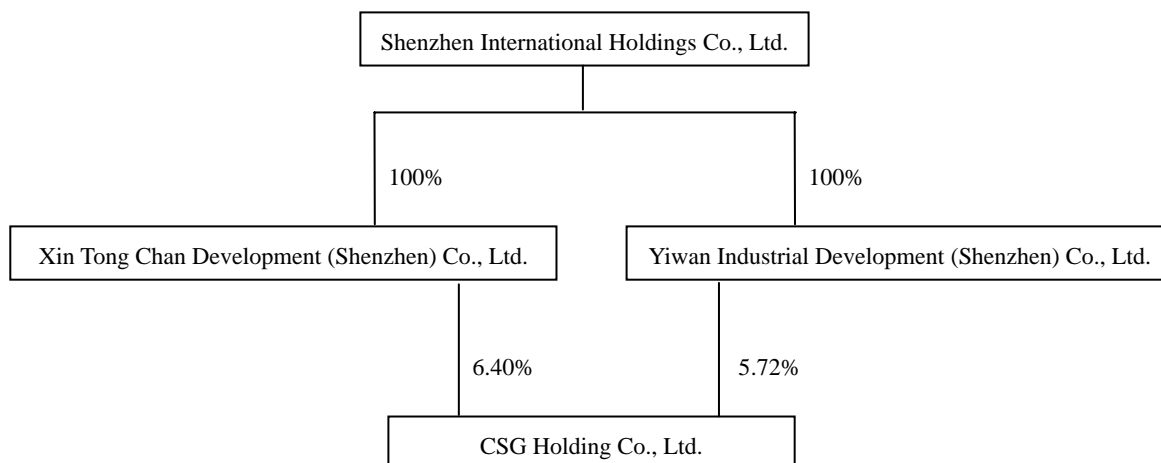 Shenzhen International Holdings Co., Ltd.
100%
100%
Xin Tong Chan Development (Shenzhen) Co., Ltd.
Yiwan Industrial Development (Shenzhen) Co., Ltd.
6.40%
5.72%
CSG Holding Co., Ltd.